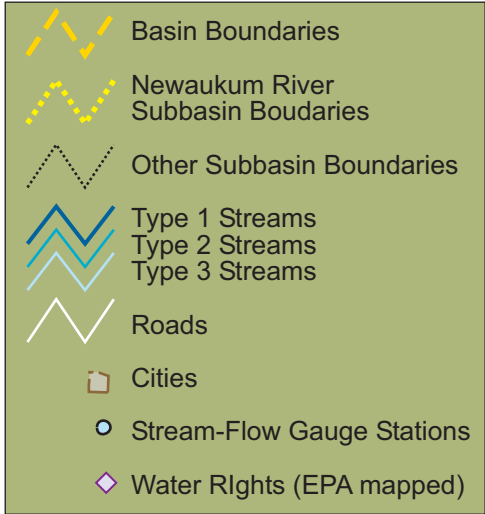 Basin Boundaries
Newaukum River
Subbasin Boudaries
Other Subbasin Boundaries
Type 1 Streams
Type 2 Streams
Type 3 Streams
Roads
Cities
Stream-Flow Gauge Stations
Water RIghts (EPA mapped)